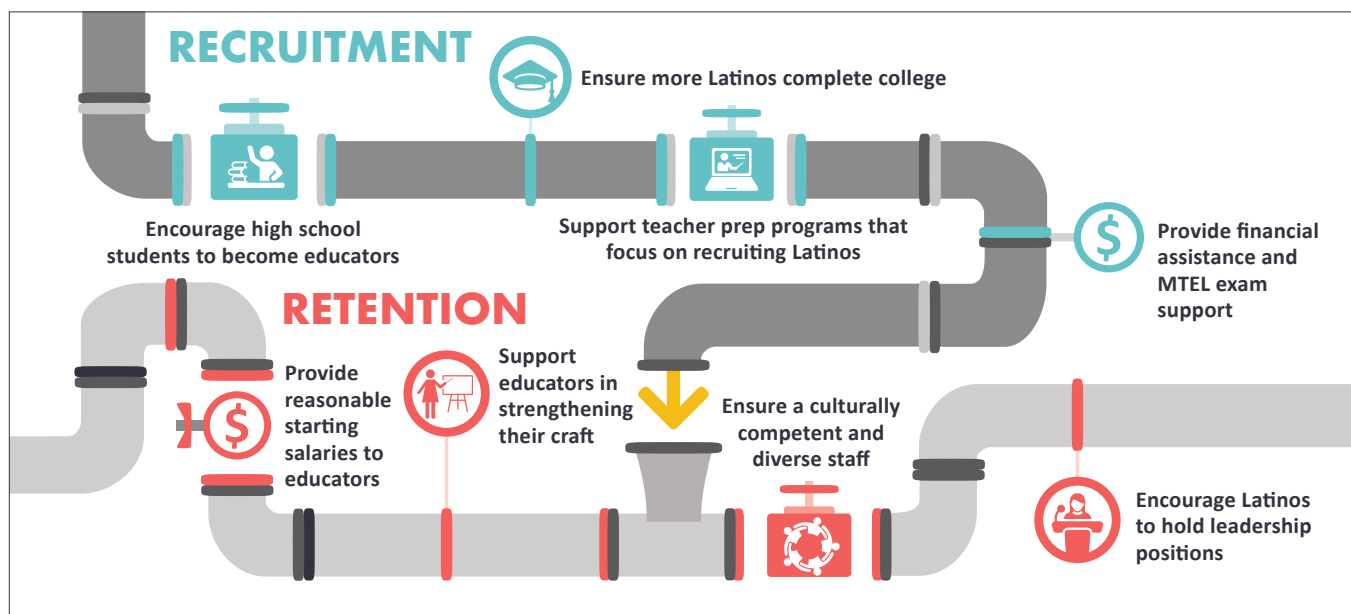 RECRUITMENT
Ensure more Latinos complete college
Encourage high school
students to become educators
Support teacher prep programs that
focus on recruiting Latinos
$
Provide financial
assistance and
MTEL exam
support
RETENTION
$
Provide
reasonable
starting
salaries to
educators
Support
educators in
strengthening
their craft
Ensure a culturally
competent and
diverse staff
Encourage Latinos
to hold leadership
positions